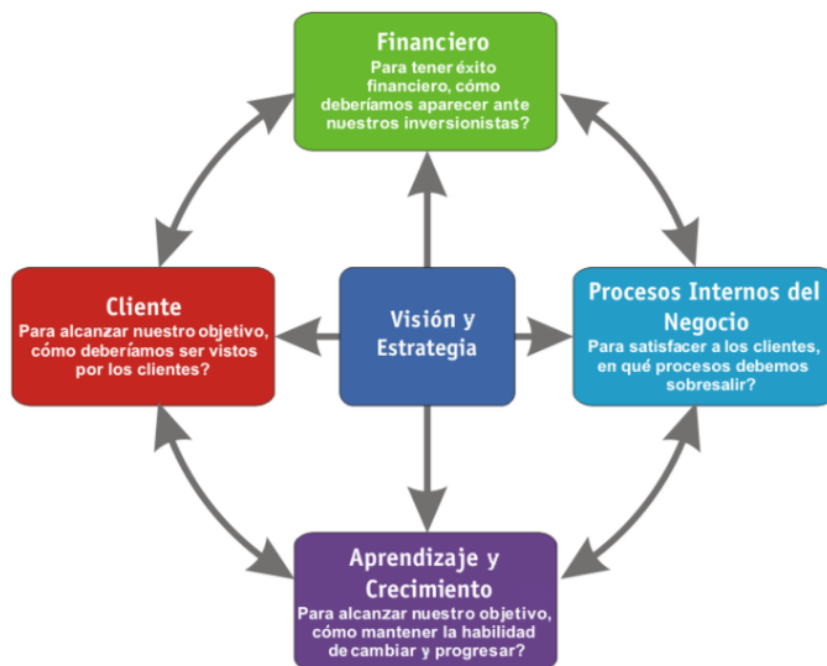 Financiero
Para tener éxito
financiero, cómo
deberíamos aparecer ante
nuestros inversionistas?
Cliente
Para alcanzar nuestro objetivo,
cómo deberíamos ser vistos
por los clientes?
Visión y
Estrategia
Procesos Internos del
Negocio
Para satisfacer a los clientes,
en qué procesos debemos
sobresalir?
Aprendizaje y
Crecimiento
Para alcanzar nuestro objetivo,
cómo mantener la habilidad
de cambiar y progresar?